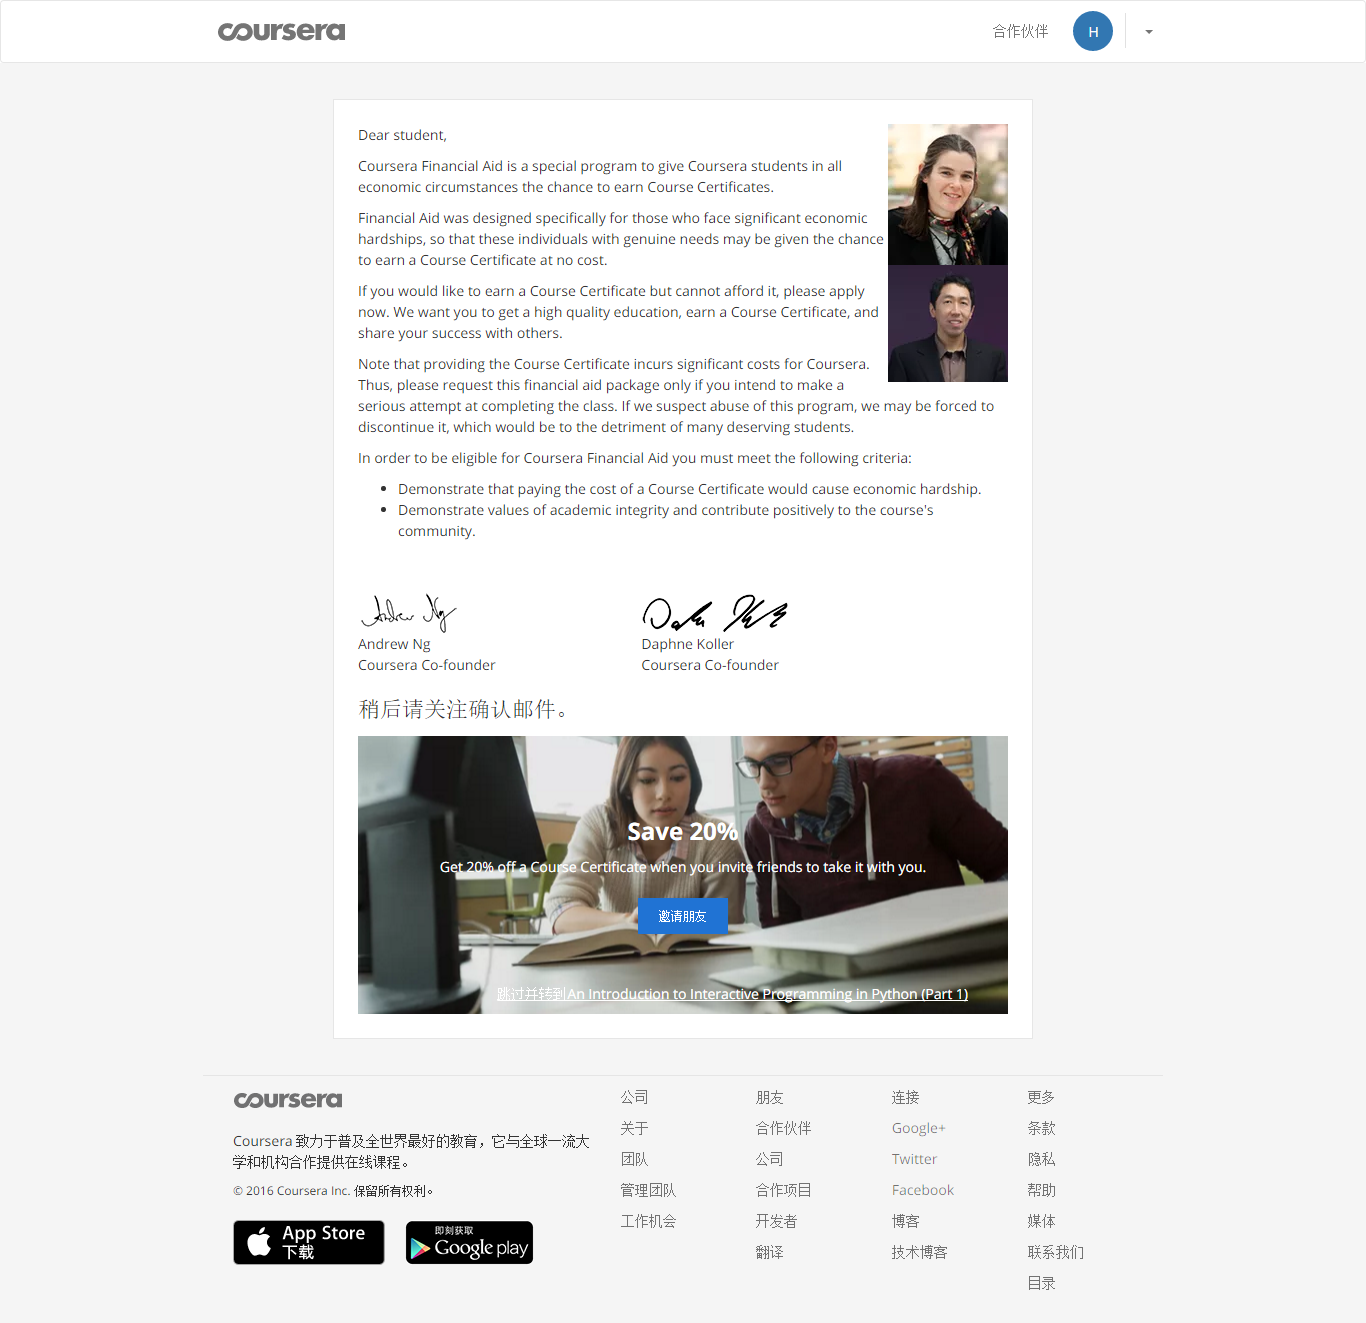 coursera
合作伙伴
H
Dear student,
Coursera Financial Aid is a special program to give Coursera students in all
economic circumstances the chance to earn Course Certificates.
Financial Aid was designed specifically for those who face significant economic
hardships, so that these individuals with genuine needs may be given the chance
to earn a Course Certificate at no cost.
If you would like to earn a Course Certificate but cannot afford it, please apply
now. We want you to get a high quality education, earn a Course Certificate, and
share your success with others.
Note that providing the Course Certificate incurs significant costs for Coursera.
Thus, please request this financial aid package only if you intend to make a
serious attempt at completing the class. If we suspect abuse of this program, we may be forced to
discontinue it, which would be to the detriment of many deserving students.
In order to be eligible for Coursera Financial Aid you must meet the following criteria:
• Demonstrate that paying the cost of a Course Certificate would cause economic hardship.
• Demonstrate values of academic integrity and contribute positively to the course's
community.
Andrew Ng
Andrew Ng
Coursera Co-founder
Daphne Koller
Coursera Co-founder
稍后请关注确认邮件。
Save 20%
Get 20% off a Course Certificate when you invite friends to take it with you.
邀请朋友
跳过并转到An Introduction to Interactive Programming in Python (Part 1)
coursera
Coursera 致力于普及全世界最好的教育，它与全球一流大
学和机构合作提供在线课程。
© 2016 Coursera Inc. 保留所有权利。
App Store
下载
即刻获取
Google play
公司
关于
团队
管理团队
工作机会
朋友
合作伙伴
公司
合作项目
开发者
翻译
连接
Google+
Twitter
Facebook
博客
技术博客
更多
条款
隐私
帮助
媒体
联系我们
目录